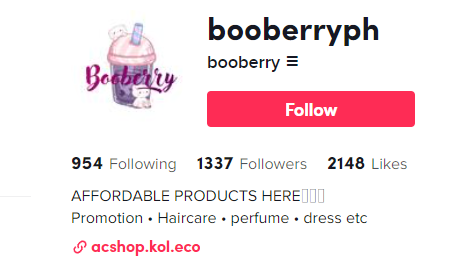 booberryph
booberry ☰
Booberry
Follow
954 Following 1337 Followers 2148 Likes
AFFORDABLE PRODUCTS HERE▯▯▯
Promotion • Haircare • perfume • dress etc
acshop.kol.eco